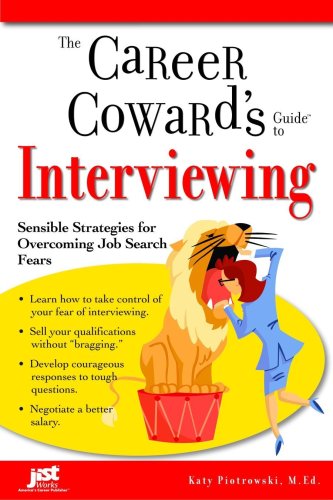 The
Career
Coward's
Guide™
to
Interviewing
Sensible Strategies for
Overcoming Job Search
Fears
• Learn how to take control of
your fear of interviewing.
• Sell your qualifications
without “bragging.”
• Develop courageous
responses to tough
questions.
• Negotiate a better
salary.
jist
Works
America's Career Publisher™
Katy Piotrowski, M.Ed.